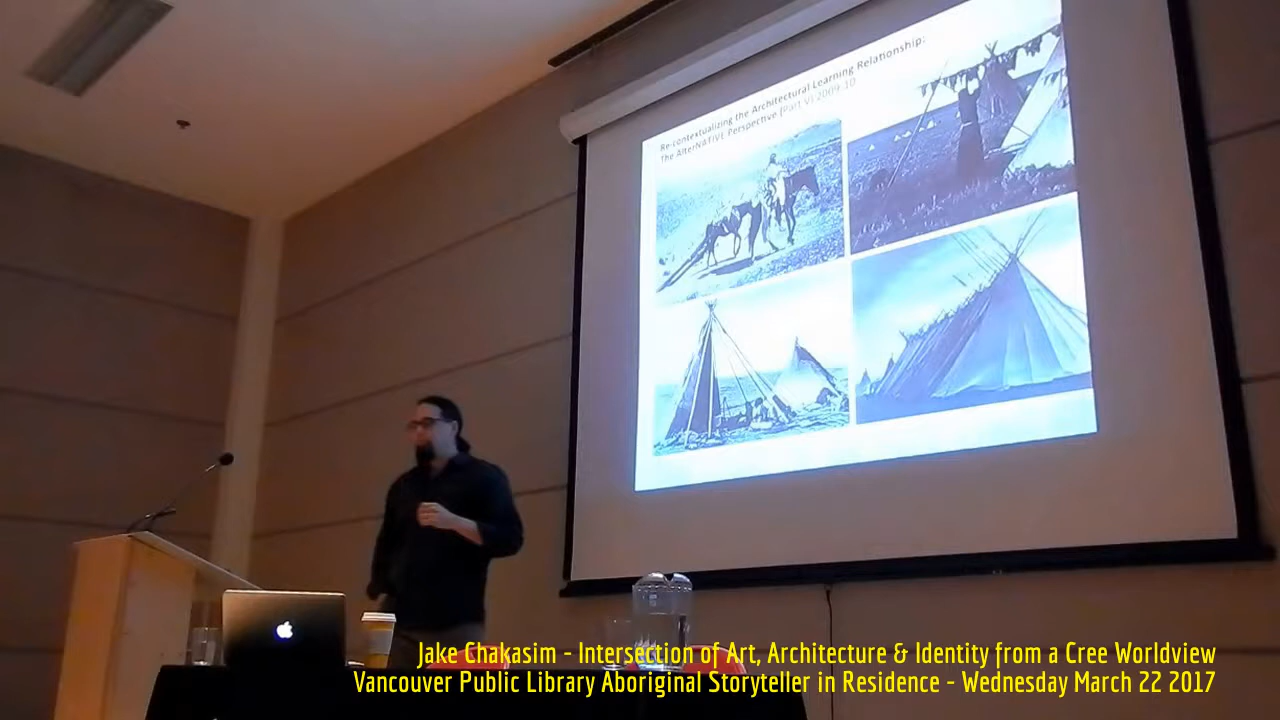 Re-contextualizing the Architectural Learning Relationship:
The AlterNATIVE Perspective (Part V) 2009-10
Jake Chakasim - Intersection of Art, Architecture & Identity from a Cree Worldview
Vancouver Public Library Aboriginal Storyteller in Residence - Wednesday March 22 2017